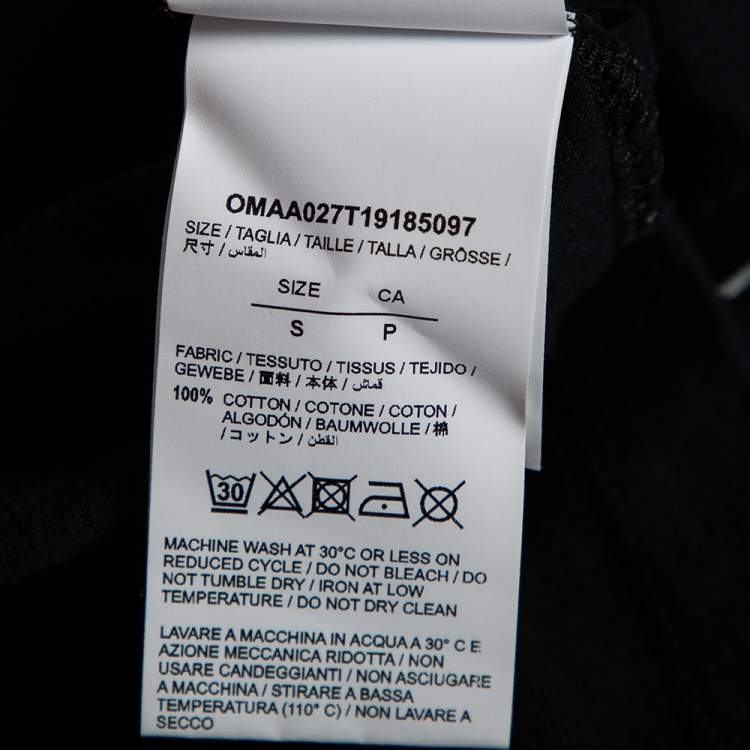 OMAA027T19185097
SIZE / TAGLIA / TAILLE / TALLA / GRÖSSE /
尺寸 / المقاس /
SIZE CA
S P
FABRIC / TESSUTO / TISSUS / TEJIDO /
GEWEBE / 面料 / 本体 / قماش /
100% COTTON / COTONE / COTON /
ALGODÓN / BAUMWOLLE / 棉
/ コットン / القطن /
30
MACHINE WASH AT 30°C OR LESS ON
REDUCED CYCLE / DO NOT BLEACH / DO
NOT TUMBLE DRY / IRON AT LOW
TEMPERATURE / DO NOT DRY CLEAN
LAVARE A MACCHINA IN ACQUA A 30° C E
AZIONE MECCANICA RIDOTTA / NON
USARE CANDEGGIANTI / NON ASCIUGARE
A MACCHINA / STIRARE A BASSA
TEMPERATURA (110° C) / NON LAVARE A
SECCO